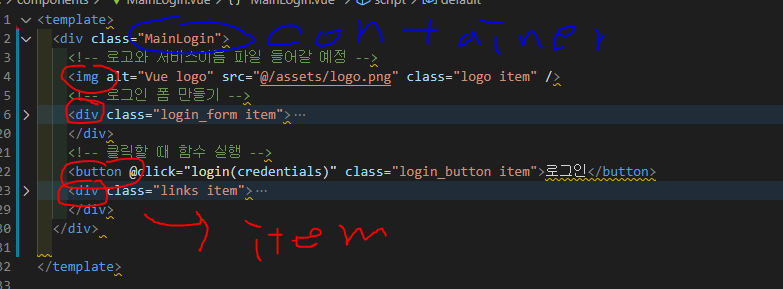 components > MainLogin.vue > {} MainLogin.vue > script > default
1 <template>
2 <div class="MainLogin"> container
3 <!-- 로고와 서비스이름 파일 들어갈 예정 -->
4 <img alt="Vue logo" src="@/assets/logo.png" class="logo item" />
5 <!-- 로그인 폼 만들기 -->
6 <div class="login_form item">…
20 </div>
21 <!-- 클릭할 때 함수 실행 -->
22 <button @click="login(credentials)" class="login_button item">로그인</button>
23 <div class="links item">…
29 </div>
30 </div>
item
31
32 </template>
33